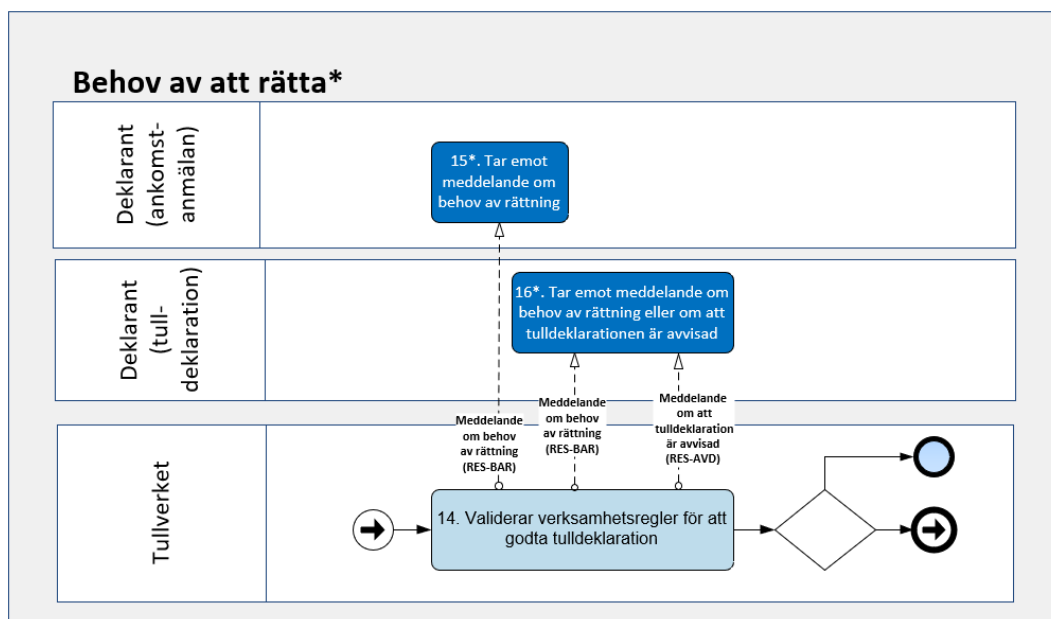 Behov av att rätta*
Deklarant
(ankomst-
anmälan)
15*. Tar emot
meddelande om
behov av rättning
Deklarant
(tull-
deklaration)
16*. Tar emot meddelande om
behov av rättning eller om att
tulldeklarationen är avvisad
Meddelande
om behov
av rättning
(RES-BAR)
Meddelande
om behov
av rättning
(RES-BAR)
Meddelande
om att
tulldeklaration
är avvisad
(RES-AVD)
Tullverket
14. Validerar verksamhetsregler för att
godta tulldeklaration